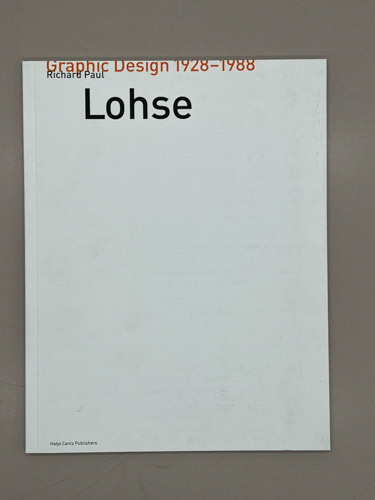 Graphic Design 1928–1988
Richard Paul
Lohse
Hatje Cantz Publishers